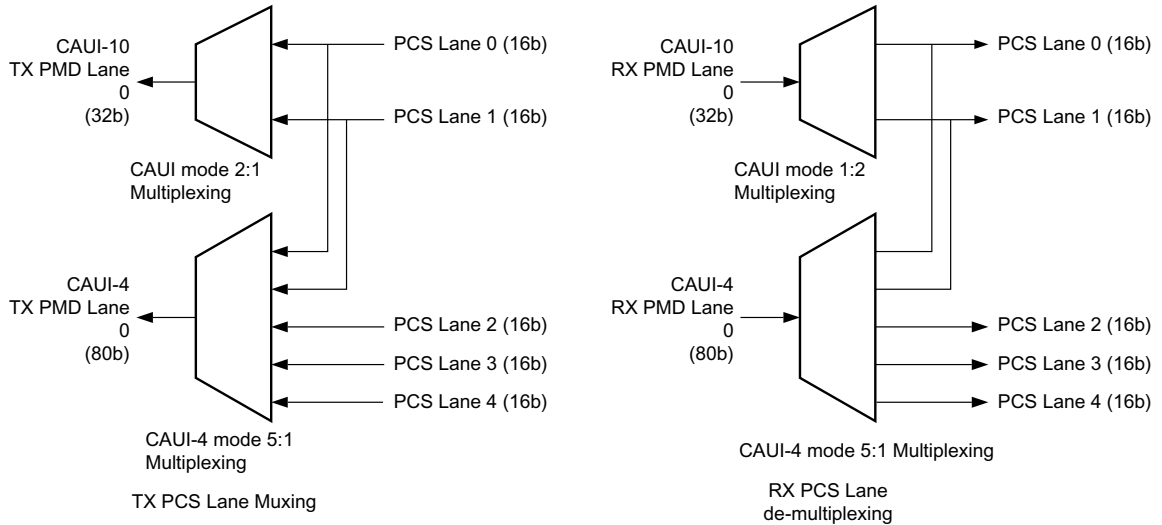 CAUI-10
TX PMD Lane
0
(32b)
PCS Lane 0 (16b)
PCS Lane 1 (16b)
CAUI mode 2:1
Multiplexing
CAUI-4
TX PMD Lane
0
(80b)
PCS Lane 2 (16b)
PCS Lane 3 (16b)
PCS Lane 4 (16b)
CAUI-4 mode 5:1
Multiplexing
TX PCS Lane Muxing
CAUI-10
RX PMD Lane
0
(32b)
PCS Lane 0 (16b)
PCS Lane 1 (16b)
CAUI mode 1:2
Multiplexing
CAUI-4
RX PMD Lane
0
(80b)
PCS Lane 2 (16b)
PCS Lane 3 (16b)
PCS Lane 4 (16b)
CAUI-4 mode 5:1 Multiplexing
RX PCS Lane
de-multiplexing